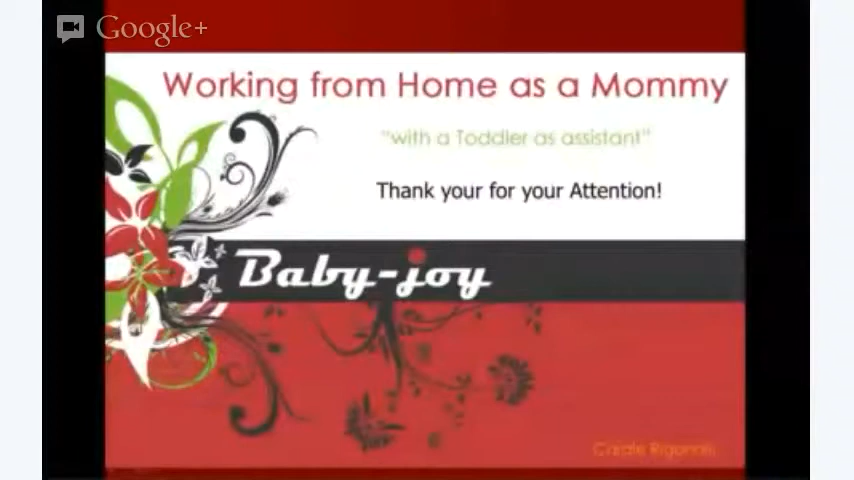 Google+
Working from Home as a Mommy
"with a Toddler as assistant"
Thank your for your Attention!
Baby-joy